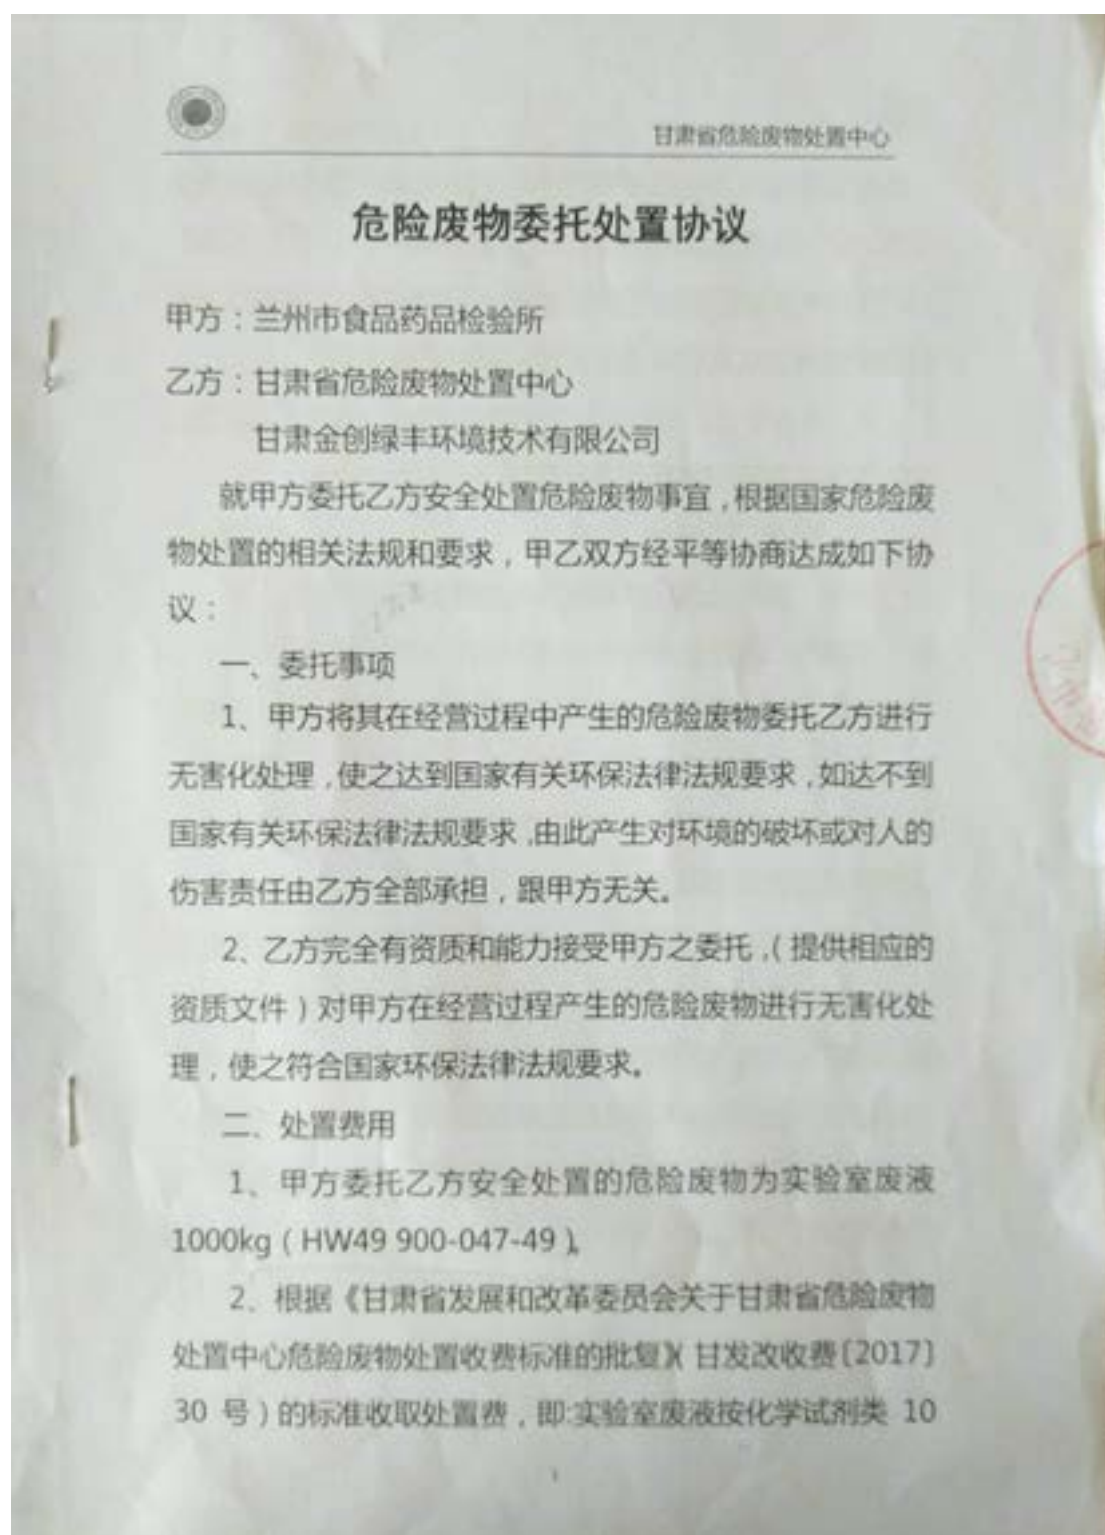 甘肃省危险废物处置中心
危险废物委托处置协议
甲方：兰州市食品药品检验所
乙方：甘肃省危险废物处置中心
甘肃金创绿丰环境技术有限公司
就甲方委托乙方安全处置危险废物事宜，根据国家危险废
物处置的相关法规和要求，甲乙双方经平等协商达成如下协
议：
一、委托事项
1、甲方将其在经营过程中产生的危险废物委托乙方进行
无害化处理，使之达到国家有关环保法律法规要求，如达不到
国家有关环保法律法规要求，由此产生对环境的破坏或对人的
伤害责任由乙方全部承担，跟甲方无关。
2、乙方完全有资质和能力接受甲方之委托，（提供相应的
资质文件）对甲方在经营过程产生的危险废物进行无害化处
理，使之符合国家环保法律法规要求。
二、处置费用
1、甲方委托乙方安全处置的危险废物为实验室废液
1000kg（HW49 900-047-49）。
2、根据《甘肃省发展和改革委员会关于甘肃省危险废物
处置中心危险废物处置收费标准的批复》（甘发改收费〔2017〕
30 号）的标准收取处置费，即:实验室废液按化学试剂类 10
1